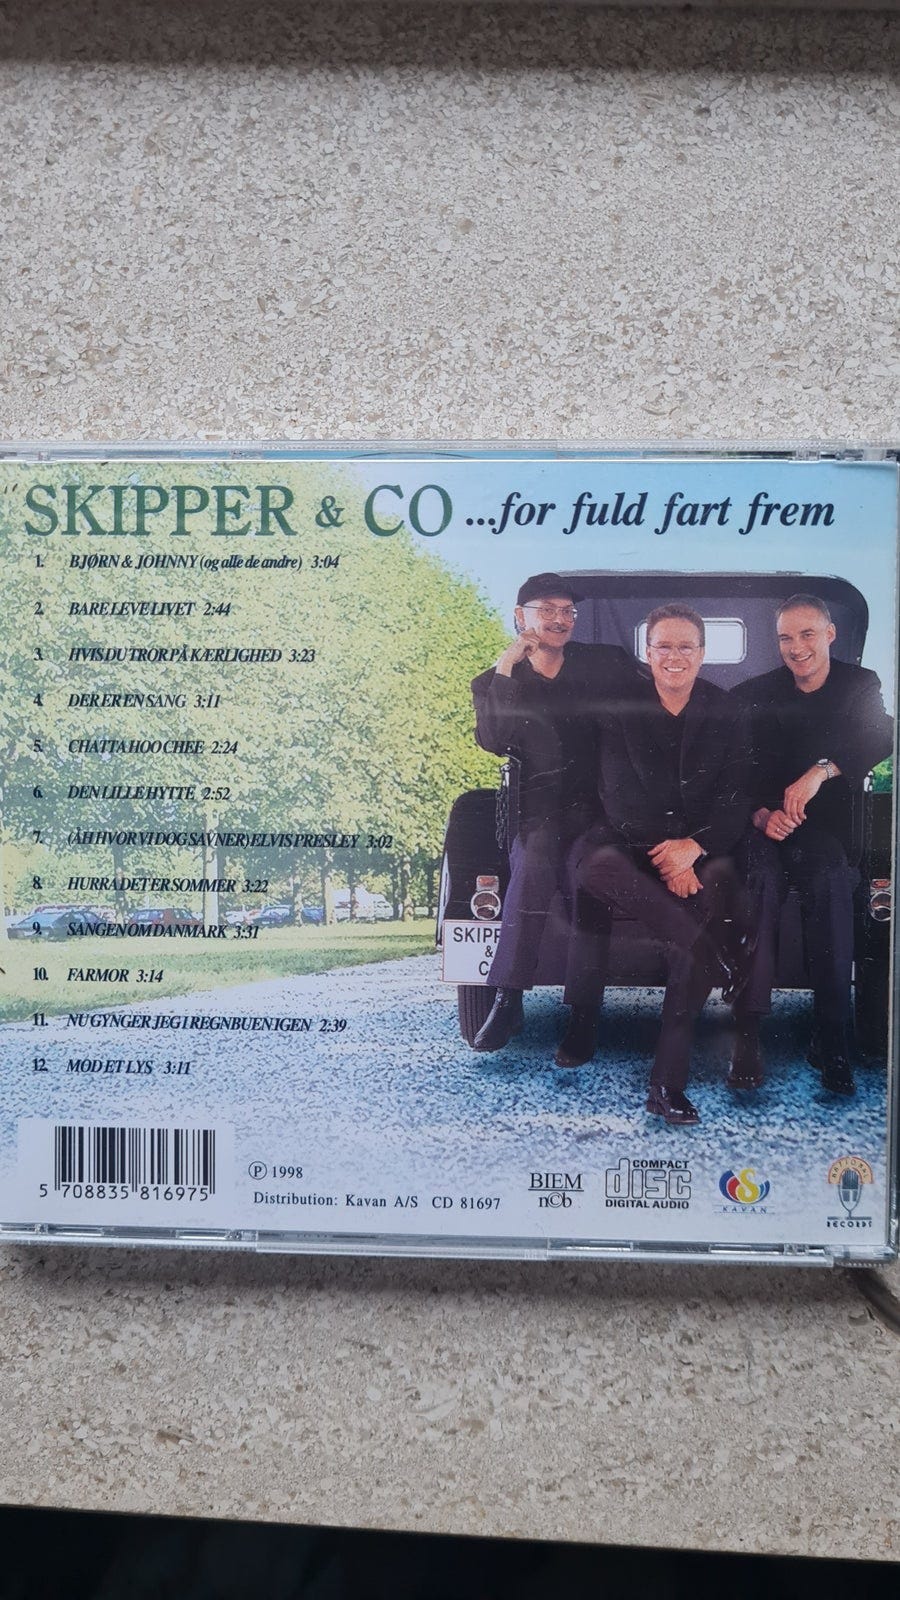 SKIPPER & CO ...for fuld fart frem
1. BJØRN & JOHNNY (og alle de andre) 3:04
2. BARE LEVE LIVET 2:44
3. HVIS DU TROR PÅ KÆRLIGHED 3:23
4. DER ER EN SANG 3:11
5. CHATTA HOO CHEE 2:24
6. DEN LILLE HYTTE 2:52
7. (ÅH HVOR VI DOG SAVNER) ELVIS PRESLEY 3:02
8. HURRA DET ER SOMMER 3:22
9. SANGEN OM DANMARK 3:31
10. FARMOR 3:14
11. NU GYNGER JEG I REGNBUEN IGEN 2:39
12. MOD ET LYS 3:11
SKIPP
&
C
5 708835 816975
Ⓟ 1998
Distribution: Kavan A/S CD 81697
BIEM
n©b
COMPACT
disc
DIGITAL AUDIO
S
KAVAN
NATIONAL
RECORDS